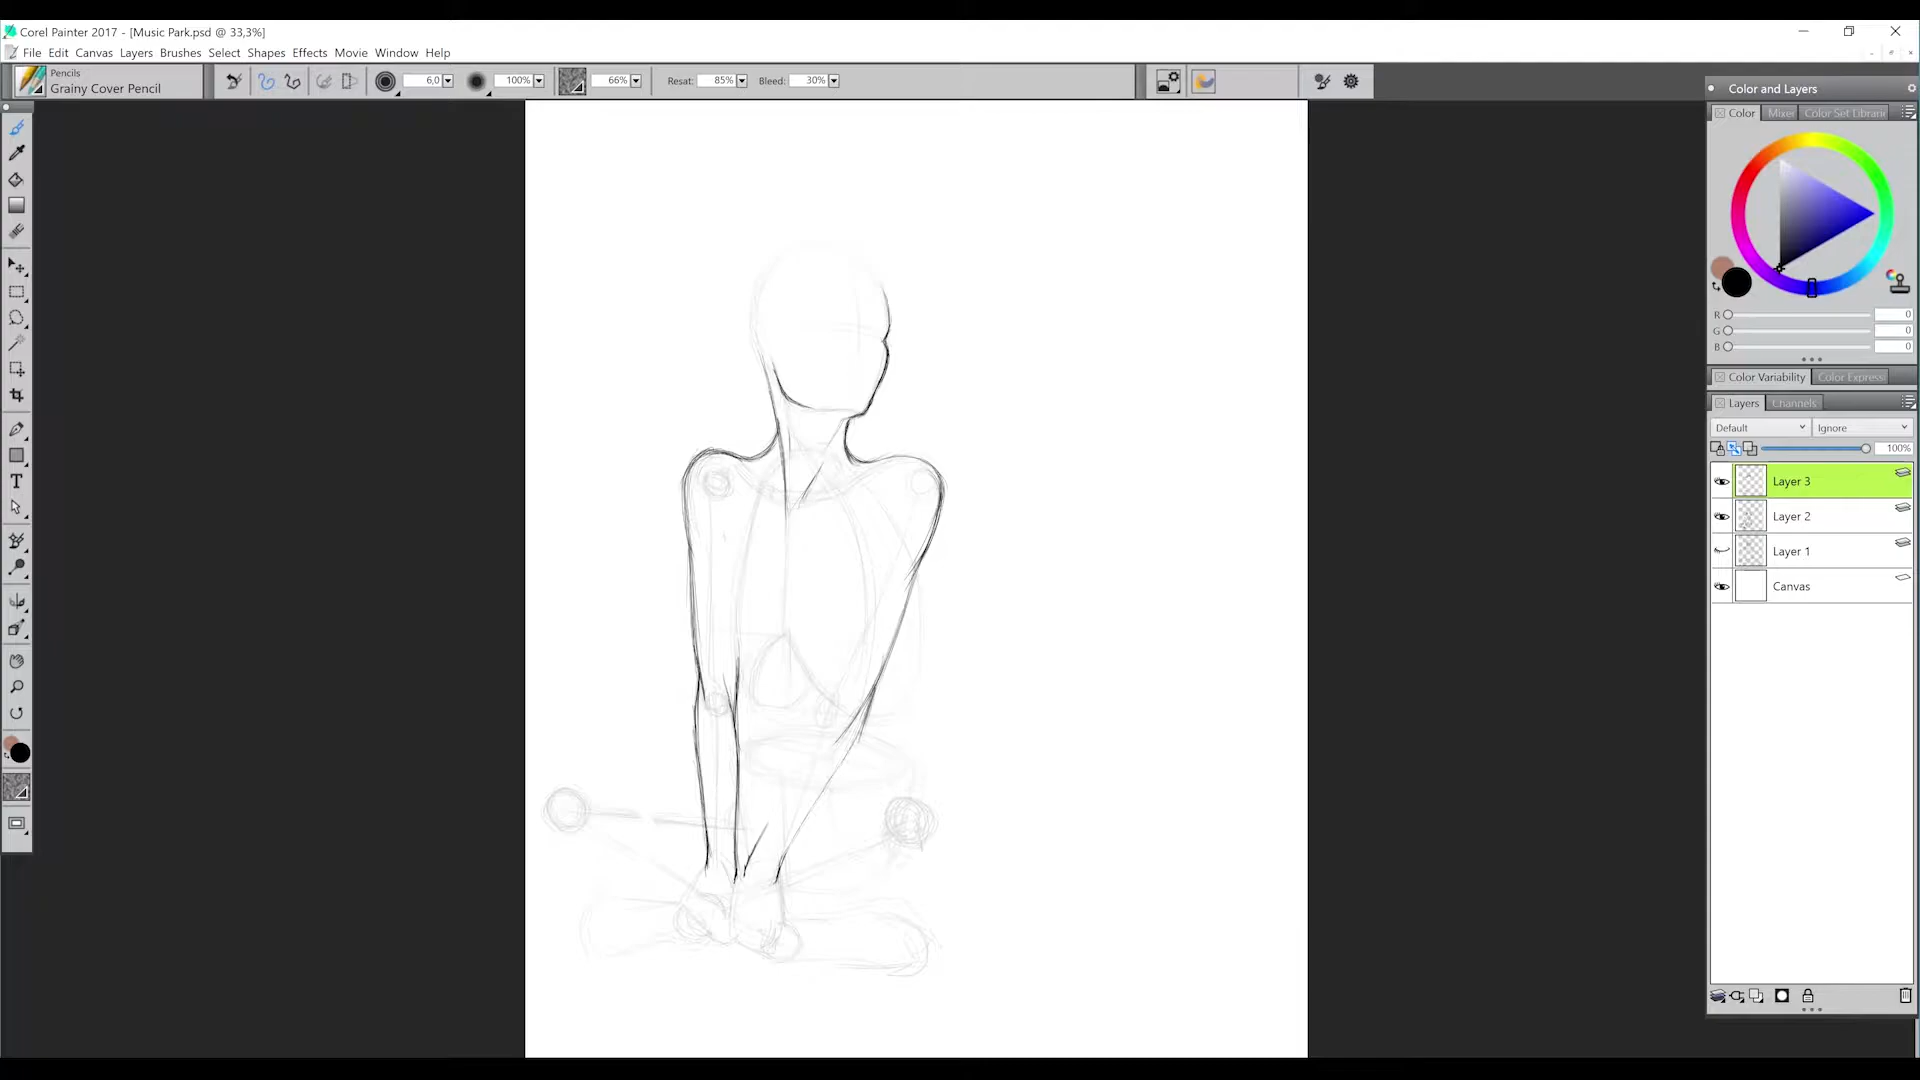 Corel Painter 2017 - [Music Park.psd @ 33,3%]
File Edit Canvas Layers Brushes Select Shapes Effects Movie Window Help
Pencils
Grainy Cover Pencil
6,0 100% 66% Resat: 85% Bleed: 30%
Color and Layers
Color Mixer Color Set Librari
R 0
G 0
B 0
Color Variability Color Express
Layers Channels
Default Ignore
100%
Layer 3
Layer 2
Layer 1
Canvas
T